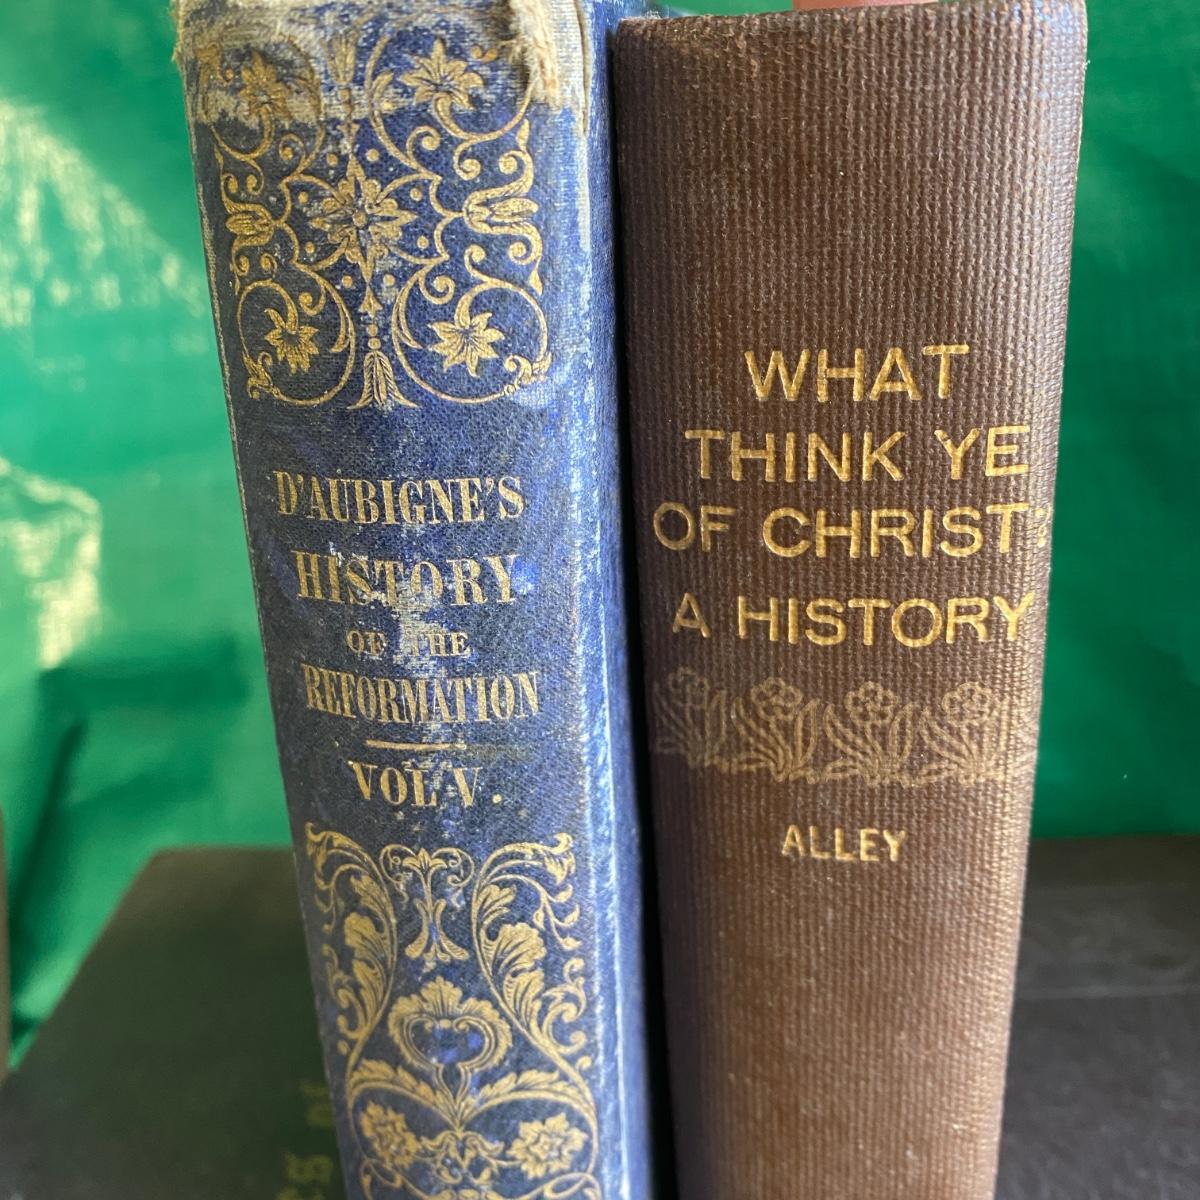 D'AUBIGNE'S
HISTORY
OF THE
REFORMATION
VOL V.
WHAT
THINK YE
OF CHRIST?
A HISTORY
ALLEY